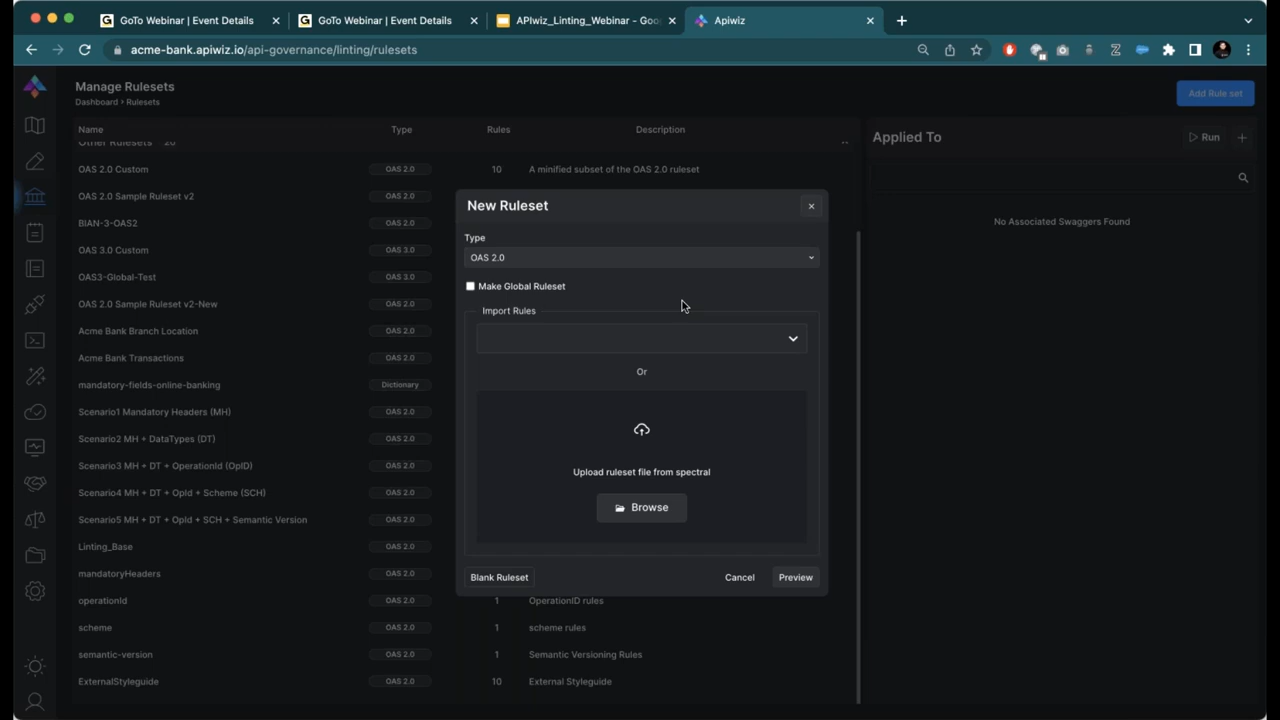 GoTo Webinar | Event Details
GoTo Webinar | Event Details
APIwiz_Linting_Webinar - Goo
Apiwiz
acme-bank.apiwiz.io/api-governance/linting/rulesets
Manage Rulesets
Dashboard › Rulesets
Add Rule set
Name Type Rules Description
Other Rulesets 20
OAS 2.0 Custom OAS 2.0 10 A minified subset of the OAS 2.0 ruleset
OAS 2.0 Sample Ruleset v2 OAS 2.0
BIAN-3-OAS2 OAS 2.0
OAS 3.0 Custom OAS 3.0
OAS3-Global-Test OAS 3.0
OAS 2.0 Sample Ruleset v2-New OAS 2.0
Acme Bank Branch Location OAS 2.0
Acme Bank Transactions OAS 2.0
mandatory-fields-online-banking Dictionary
Scenario1 Mandatory Headers (MH) OAS 2.0
Scenario2 MH + DataTypes (DT) OAS 2.0
Scenario3 MH + DT + OperationId (OpID) OAS 2.0
Scenario4 MH + DT + OpId + Scheme (SCH) OAS 2.0
Scenario5 MH + DT + OpId + SCH + Semantic Version OAS 2.0
Linting_Base OAS 2.0
mandatoryHeaders OAS 2.0
operationId OAS 2.0 1 OperationID rules
scheme OAS 2.0 1 scheme rules
semantic-version OAS 2.0 1 Semantic Versioning Rules
ExternalStyleguide OAS 2.0 10 External Styleguide
New Ruleset
Type
OAS 2.0
Make Global Ruleset
Import Rules
Or
Upload ruleset file from spectral
Browse
Blank Ruleset Cancel Preview
Applied To Run
No Associated Swaggers Found